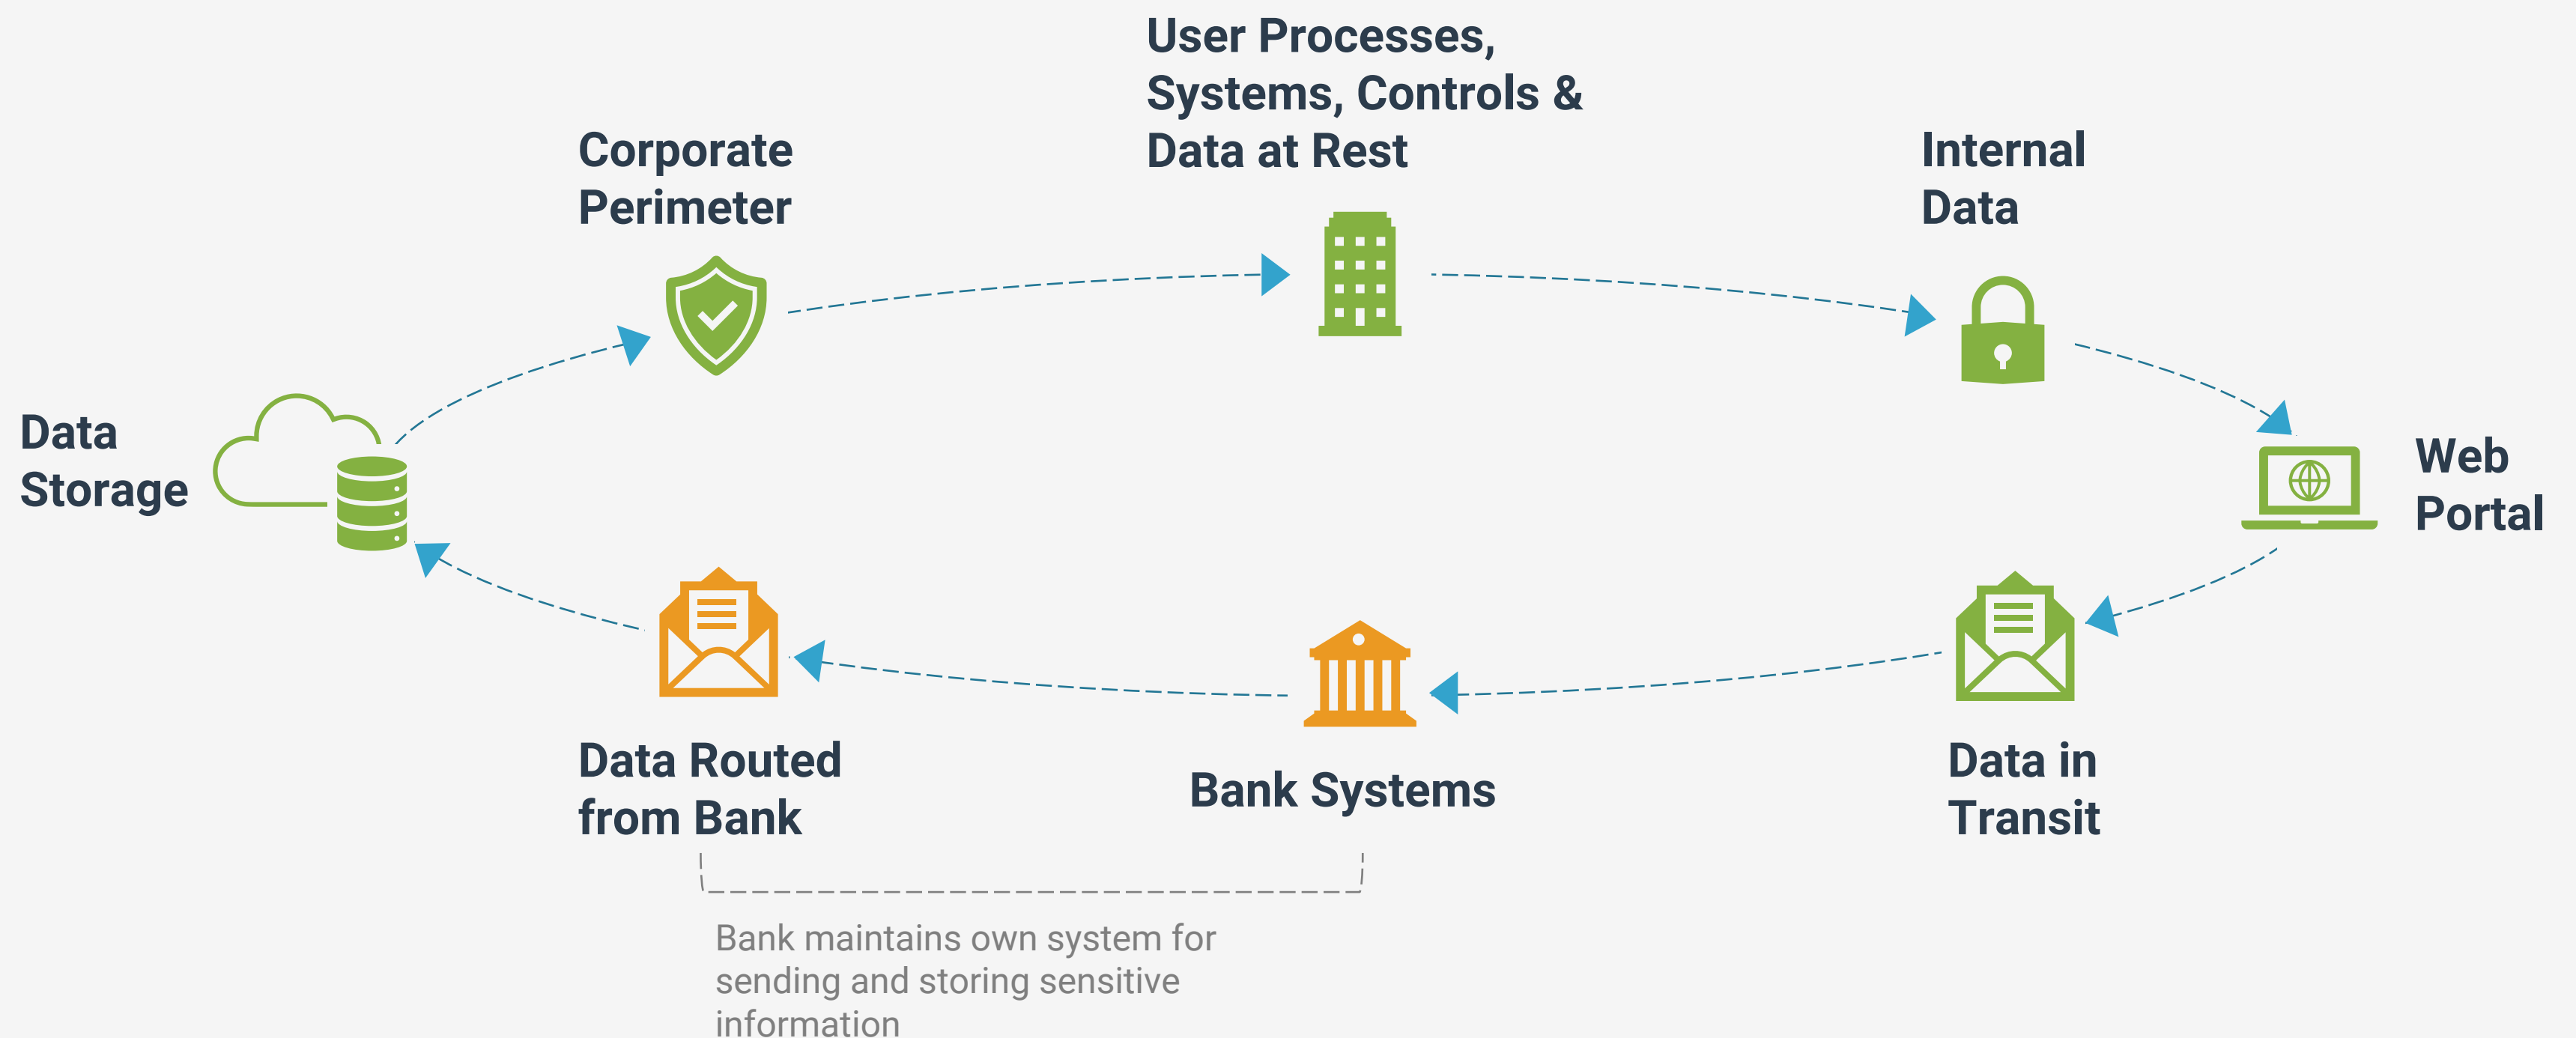 User Processes,
Systems, Controls &
Data at Rest
Corporate
Perimeter
Internal
Data
Data
Storage
Web
Portal
Data Routed
from Bank
Bank Systems
Data in
Transit
Bank maintains own system for
sending and storing sensitive
information